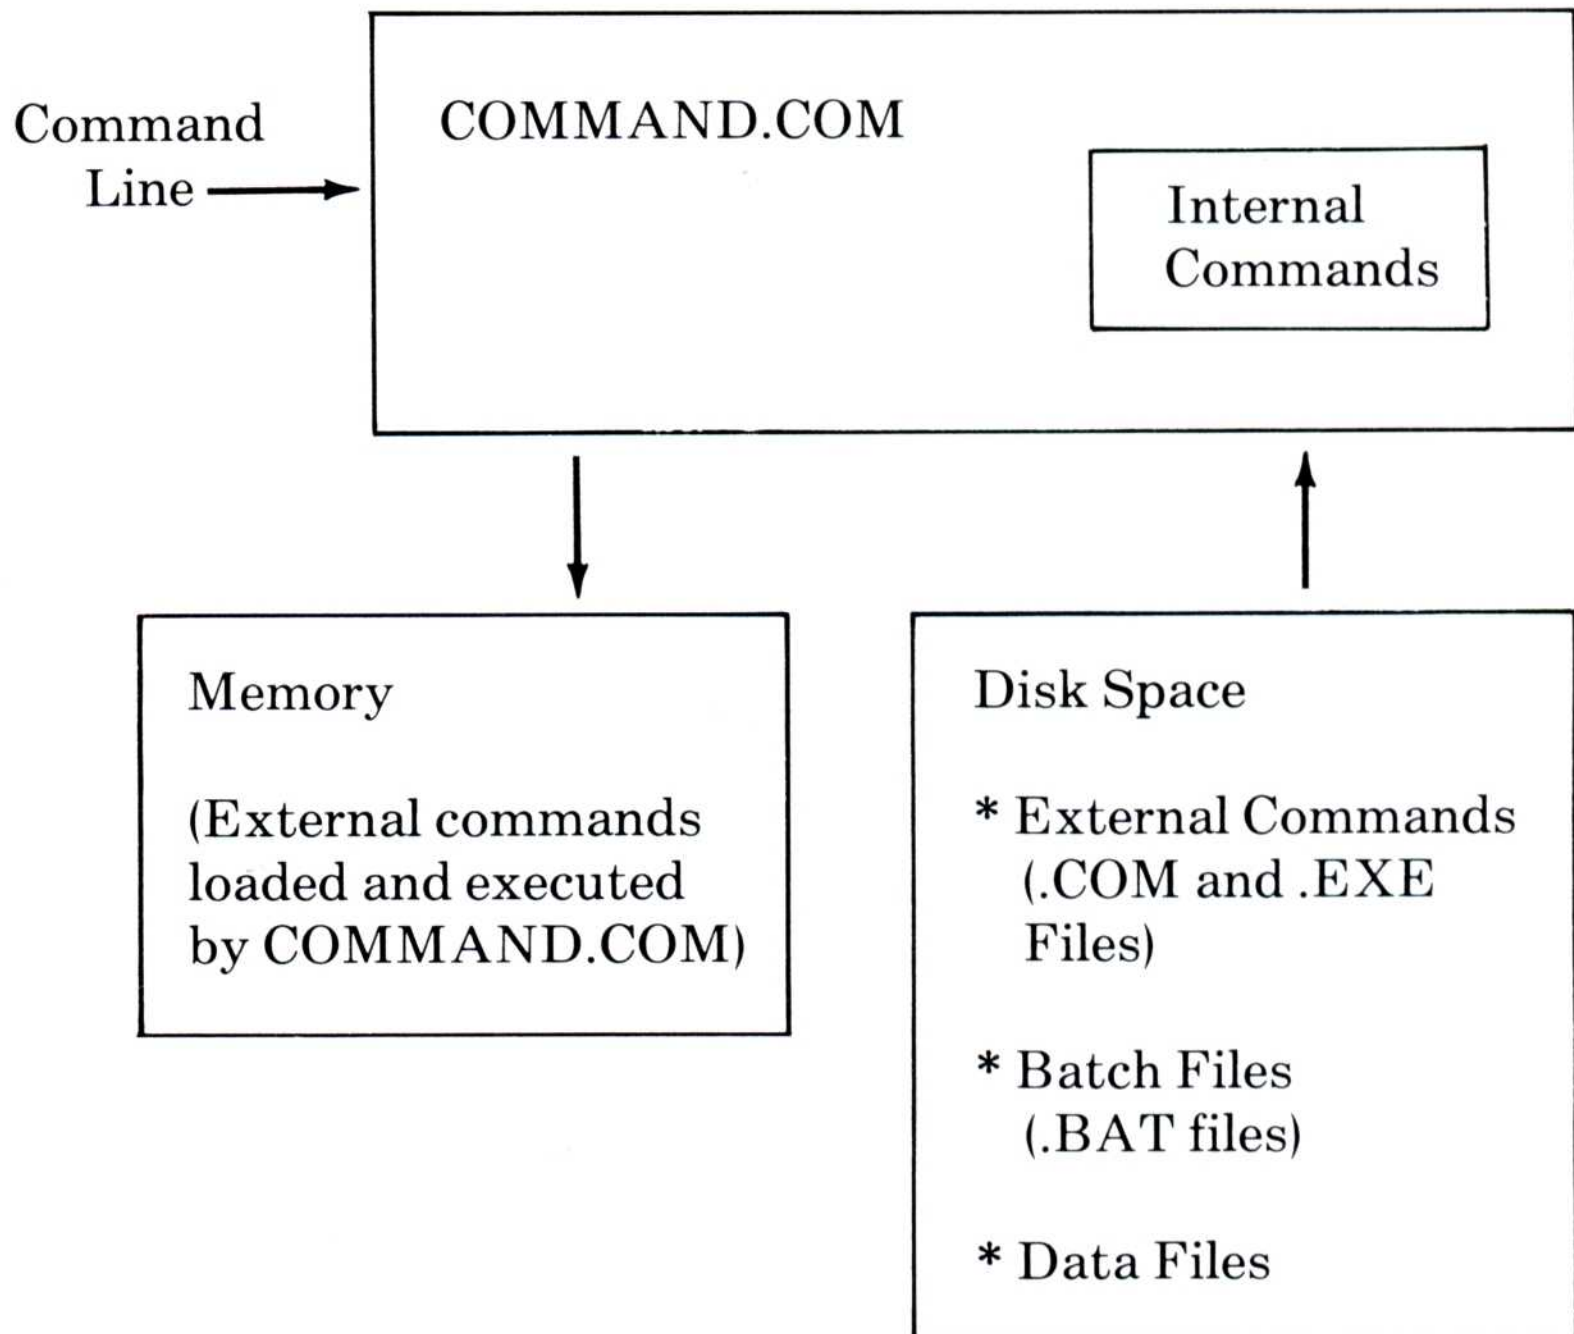 Command
Line
COMMAND.COM
Internal
Commands
Memory
(External commands
loaded and executed
by COMMAND.COM)
Disk Space
* External Commands
(.COM and .EXE
Files)
* Batch Files
(.BAT files)
* Data Files